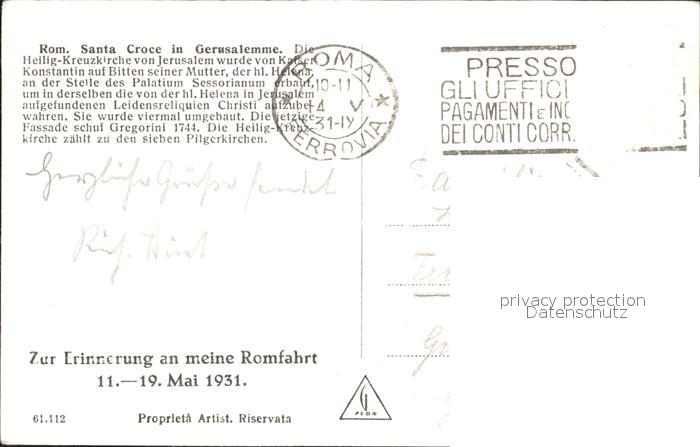 Rom. Santa Croce in Gerusalemme. Die
Heilig-Kreuzkirche von Jerusalem wurde von Kaiser
Konstantin auf Bitten seiner Mutter, der hl. Helena,
an der Stelle des Palatium Sessorianum erbaut,
um in derselben die von der hl. Helena in Jerusalem
aufgefundenen Leidensreliquien Christi aufzube-
wahren. Sie wurde viermal umgebaut. Die jetzige
Fassade schuf Gregorini 1744. Die Heilig-Kreuz-
kirche zählt zu den sieben Pilgerkirchen.
ROMA
10-11
14 V
31-IX
FERROVIA
PRESSO
GLI UFFICI
PAGAMENTI E INC
DEI CONTI CORR.
Herzliche Grüße sendet
Rich.
privacy protection
Datenschutz
Zur Erinnerung an meine Romfahrt
11.—19. Mai 1931.
61.112
Proprietà Artist. Riservata